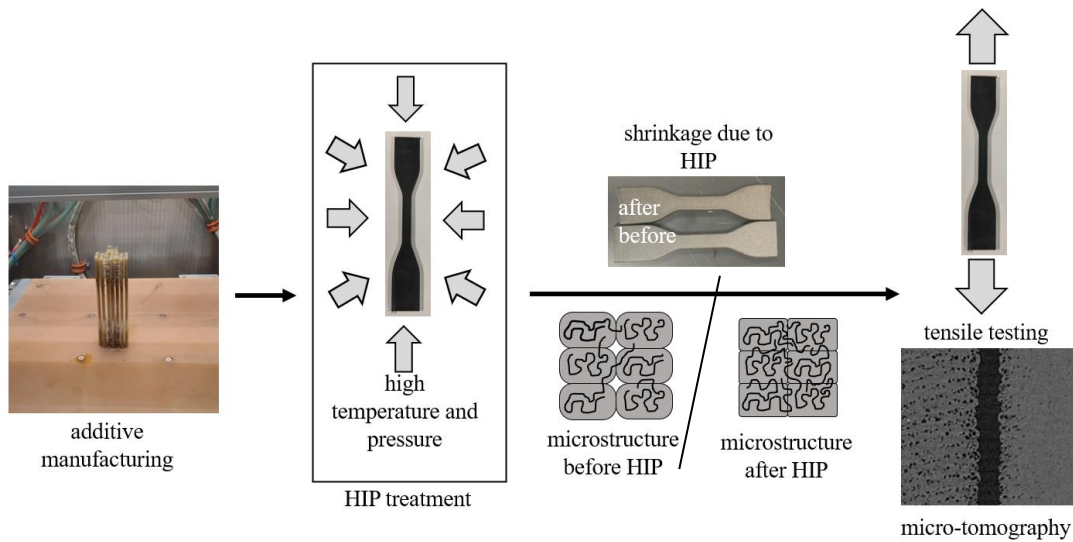 additive
manufacturing
high
temperature and
pressure
HIP treatment
shrinkage due to
HIP
after
before
microstructure
before HIP
microstructure
after HIP
tensile testing
micro-tomography